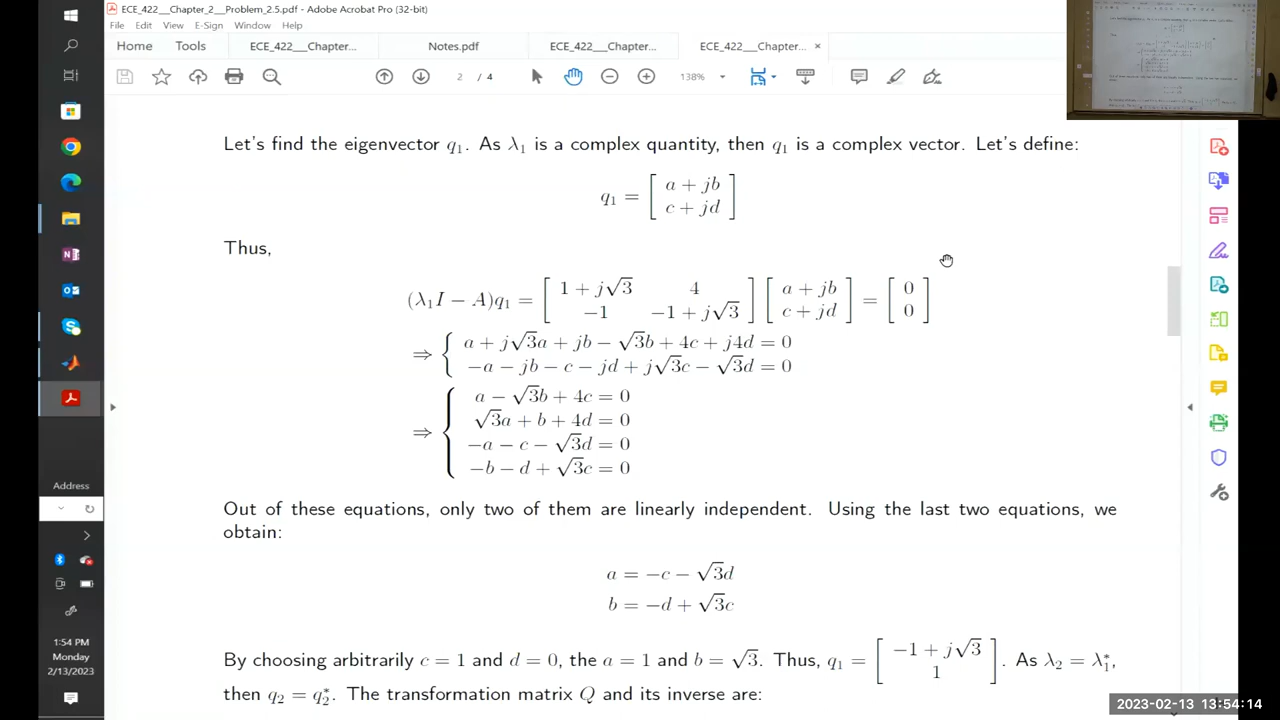 ECE_422___Chapter_2___Problem_2.5.pdf - Adobe Acrobat Pro (32-bit)
File Edit View E-Sign Window Help
Home Tools ECE_422___Chapter... Notes.pdf ECE_422___Chapter... ECE_422___Chapter... ×
2 / 4 138%
Let's find the eigenvector q₁. As λ₁ is a complex quantity, then q₁ is a complex vector. Let's define:
q₁ = [ a + jb
c + jd ]
Thus,
(λ₁I − A)q₁ = [ 1 + j√3 4
−1 −1 + j√3 ] [ a + jb
c + jd ] = [ 0
0 ]
⇒ { a + j√3a + jb − √3b + 4c + j4d = 0
−a − jb − c − jd + j√3c − √3d = 0
⇒ { a − √3b + 4c = 0
√3a + b + 4d = 0
−a − c − √3d = 0
−b − d + √3c = 0
Out of these equations, only two of them are linearly independent. Using the last two equations, we
obtain:
a = −c − √3d
b = −d + √3c
By choosing arbitrarily c = 1 and d = 0, the a = 1 and b = √3. Thus, q₁ = [ −1 + j√3
1 ]. As λ₂ = λ₁*,
then q₂ = q₂*. The transformation matrix Q and its inverse are:
Address
1:54 PM
Monday
2/13/2023
2023-02-13 13:54:14